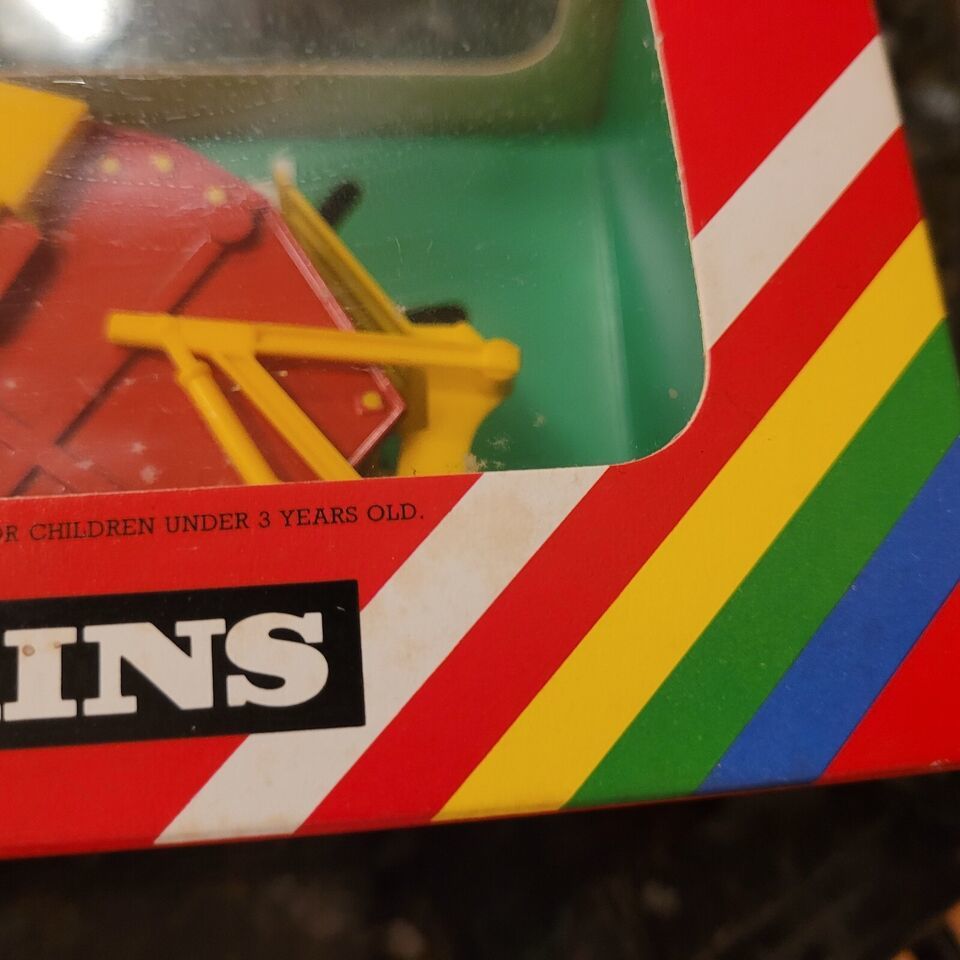 OR CHILDREN UNDER 3 YEARS OLD.
INS